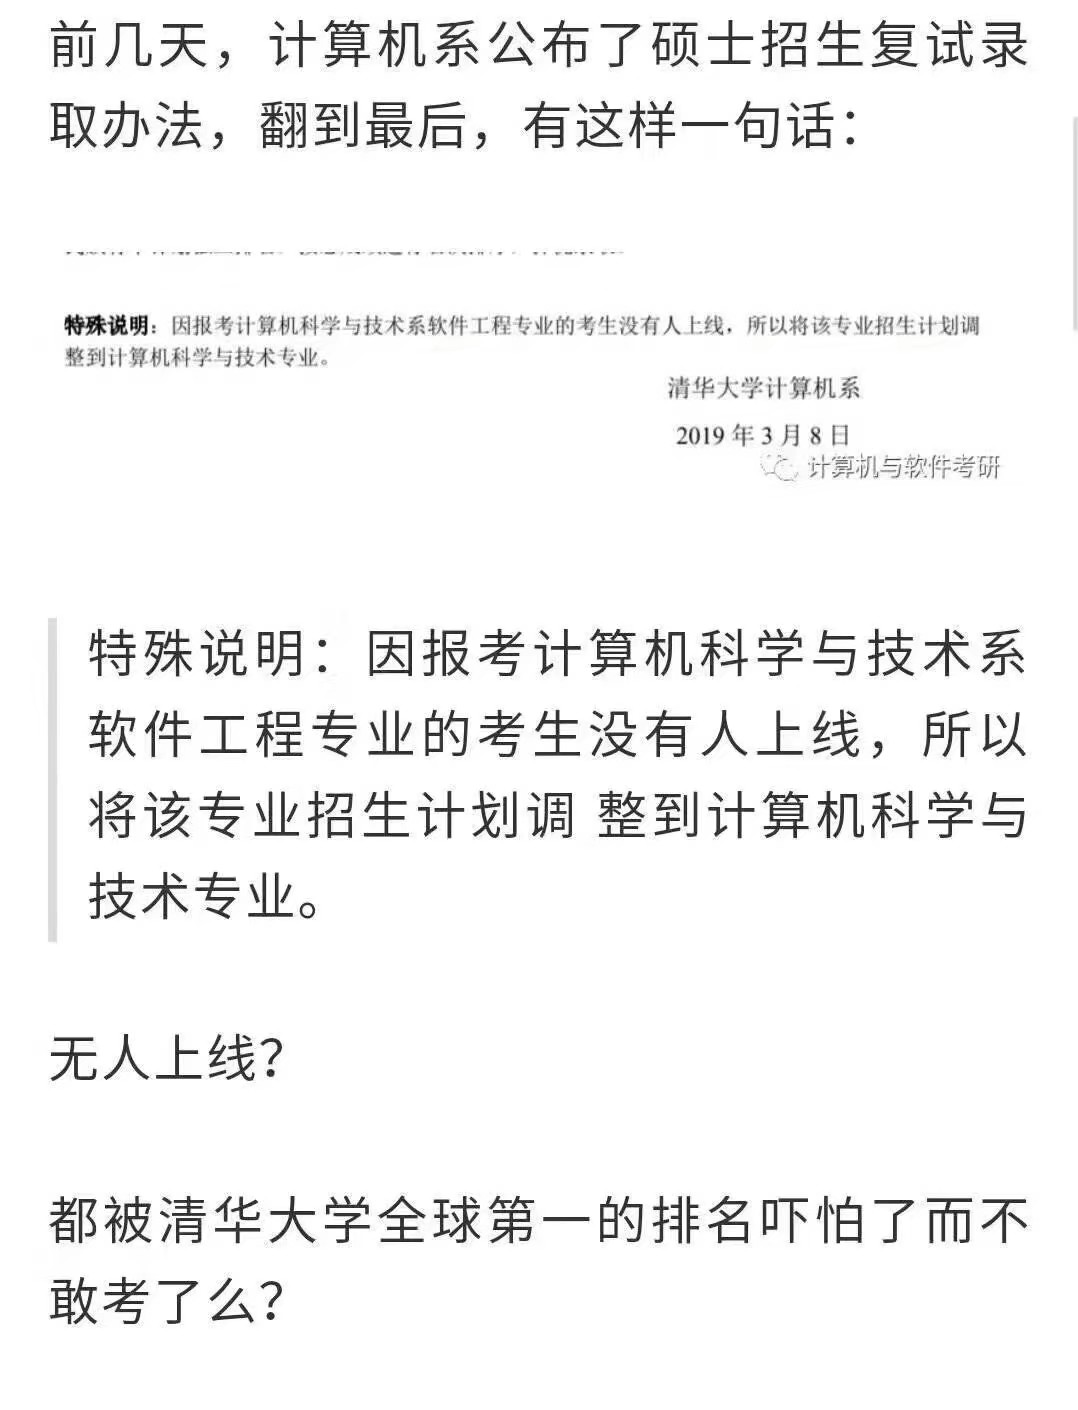 前几天，计算机系公布了硕士招生复试录
取办法，翻到最后，有这样一句话：
特殊说明：因报考计算机科学与技术系软件工程专业的考生没有人上线，所以将该专业招生计划调
整到计算机科学与技术专业。
清华大学计算机系
2019 年 3 月 8 日
计算机与软件考研
特殊说明：因报考计算机科学与技术系
软件工程专业的考生没有人上线，所以
将该专业招生计划调 整到计算机科学与
技术专业。
无人上线？
都被清华大学全球第一的排名吓怕了而不
敢考了么？